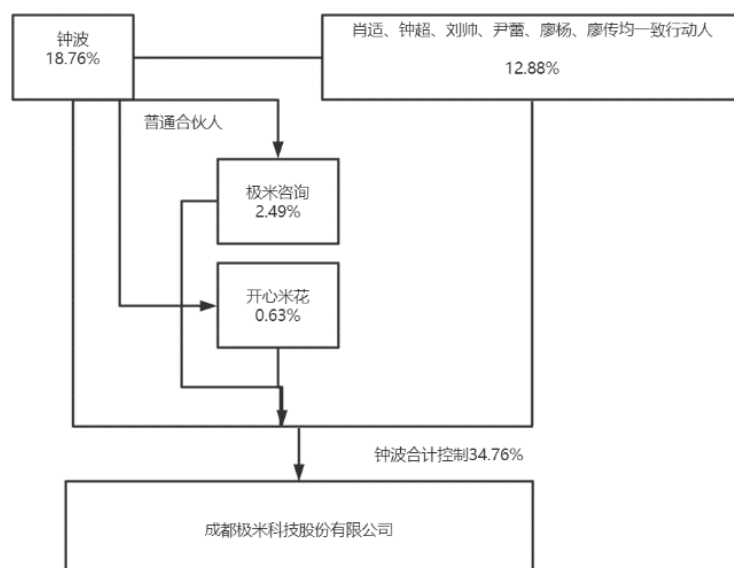 钟波
18.76%
肖适、钟超、刘帅、尹蕾、廖杨、廖传均一致行动人
12.88%
普通合伙人
极米咨询
2.49%
开心米花
0.63%
钟波合计控制34.76%
成都极米科技股份有限公司